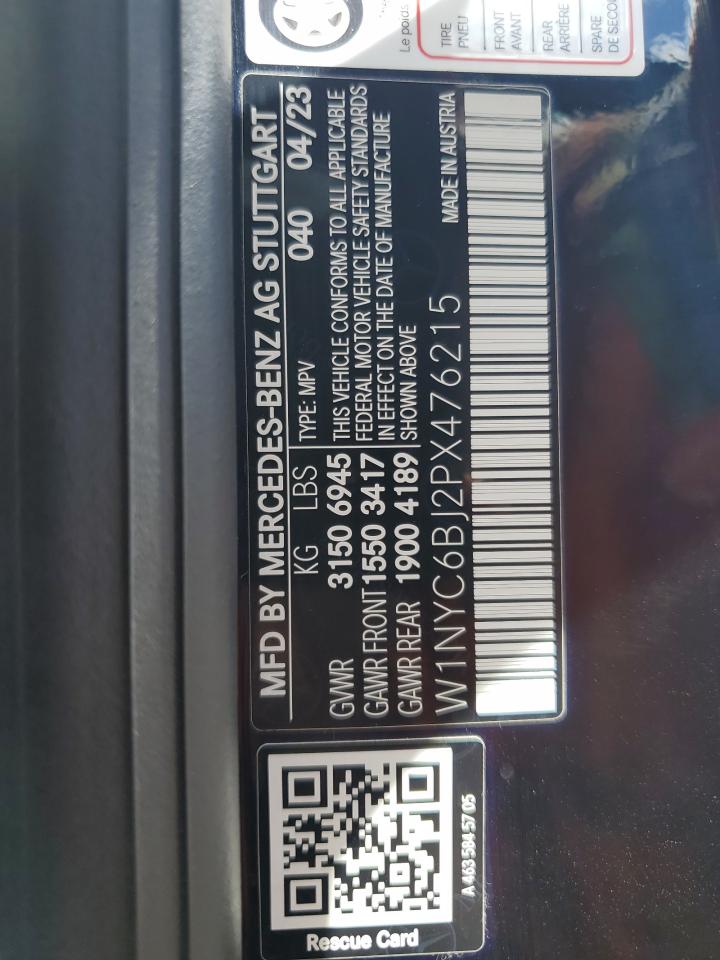 MFD BY MERCEDES-BENZ AG STUTTGART
KG LBS
TYPE: MPV 040 04/23
GVWR 3150 6945
GAWR FRONT 1550 3417
GAWR REAR 1900 4189
THIS VEHICLE CONFORMS TO ALL APPLICABLE
FEDERAL MOTOR VEHICLE SAFETY STANDARDS
IN EFFECT ON THE DATE OF MANUFACTURE
SHOWN ABOVE
W1NYC6BJ2PX476215
MADE IN AUSTRIA
Rescue Card
A 463 584 57 05
Le poids
TIRE
PNEU
FRONT
AVANT
REAR
ARRIÈRE
SPARE
DE SECOU